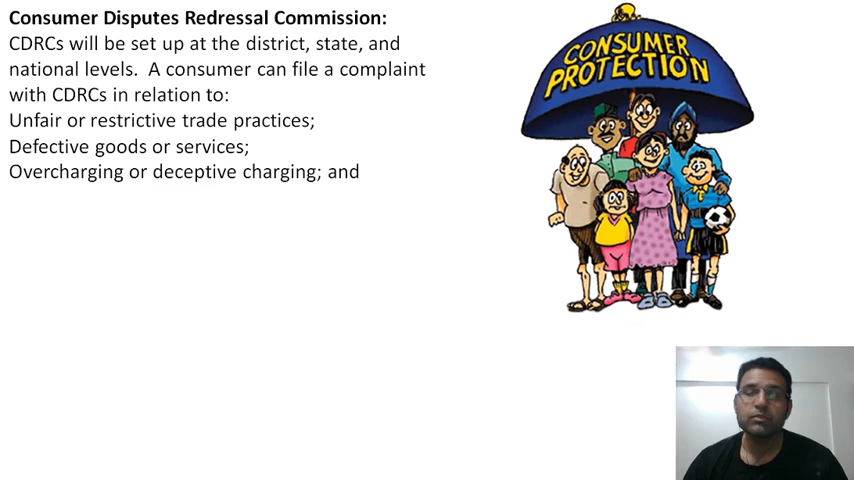 Consumer Disputes Redressal Commission:
CDRCs will be set up at the district, state, and
national levels.  A consumer can file a complaint
with CDRCs in relation to:
Unfair or restrictive trade practices;
Defective goods or services;
Overcharging or deceptive charging; and
CONSUMER
PROTECTION